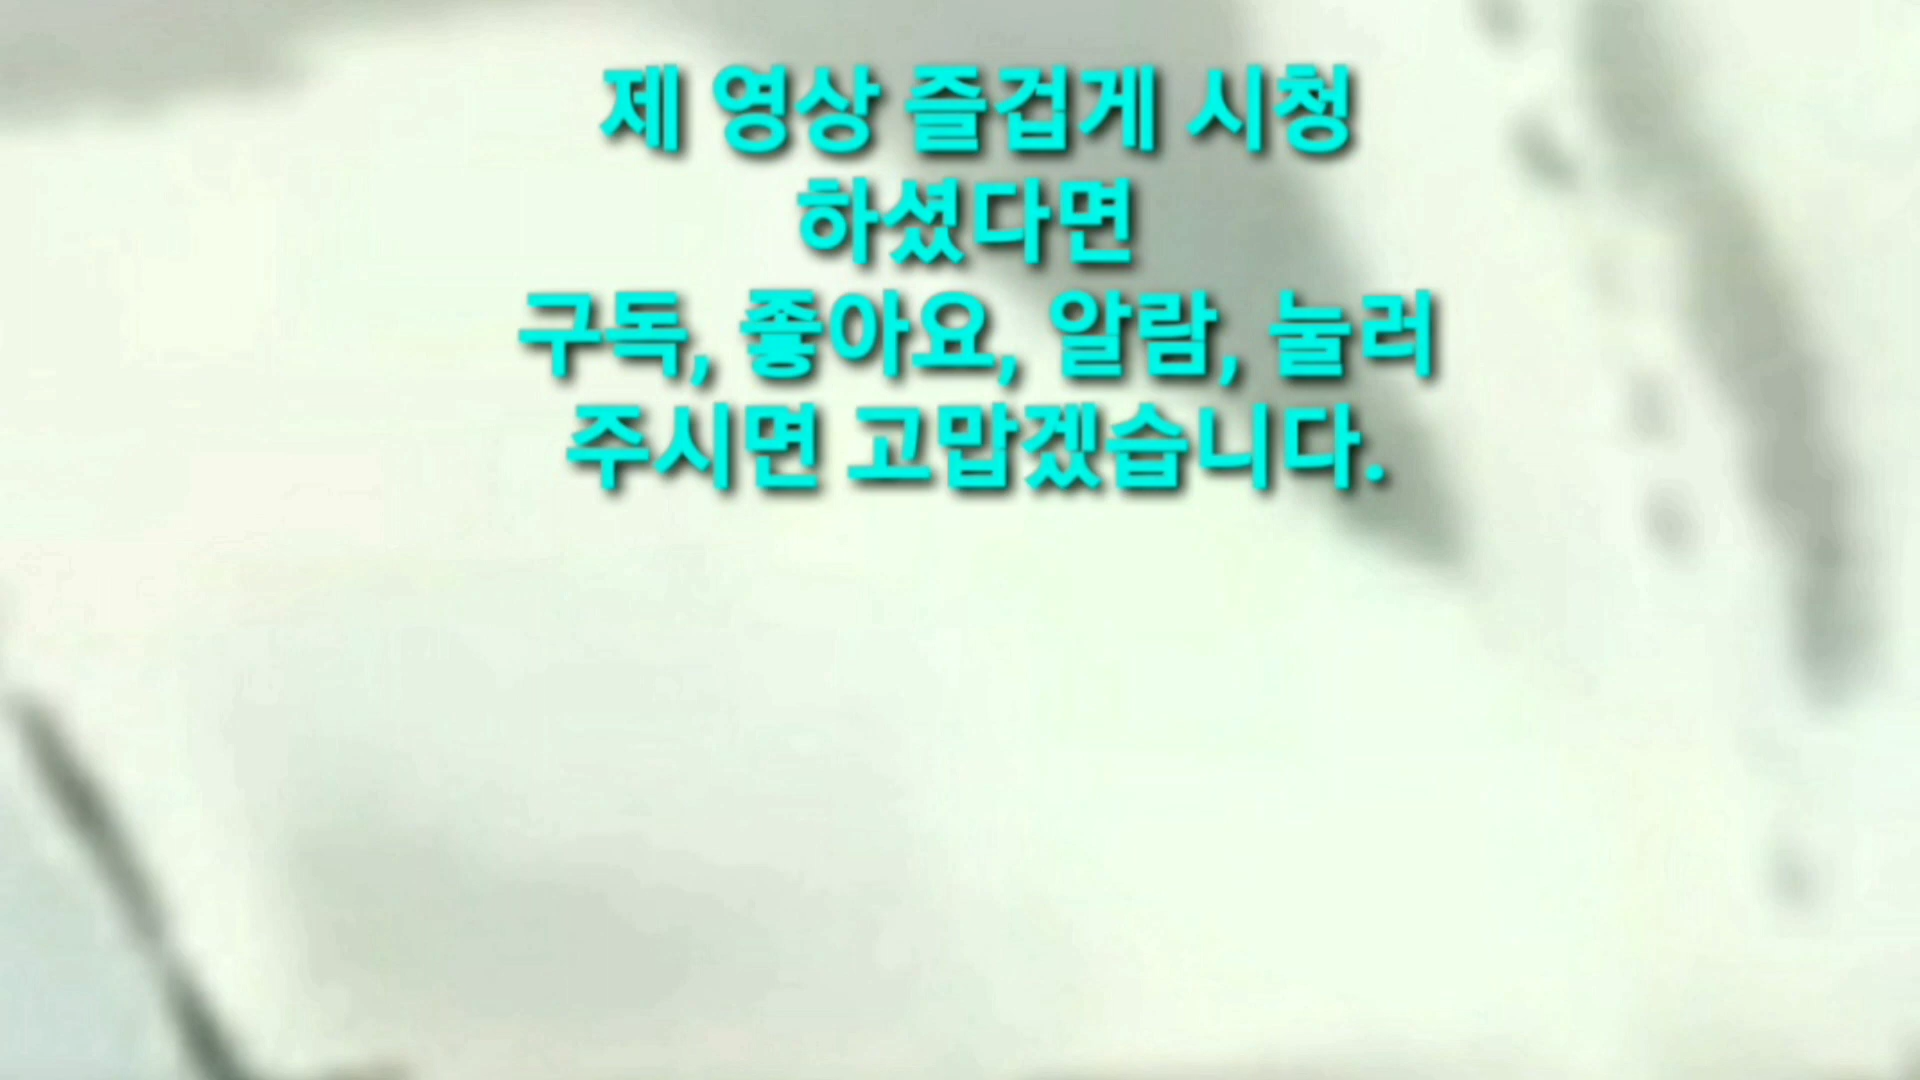 제 영상 즐겁게 시청
하셨다면
구독, 좋아요, 알람, 눌러
주시면 고맙겠습니다.